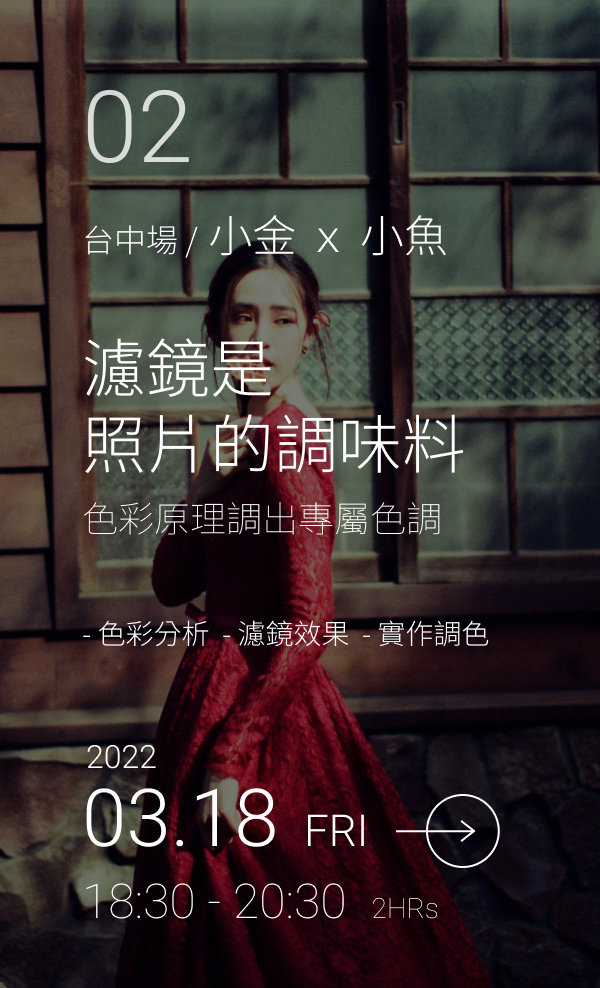 02
台中場 / 小金 x 小魚
濾鏡是
照片的調味料
色彩原理調出專屬色調
- 色彩分析 - 濾鏡效果 - 實作調色
2022
03.18 FRI
18:30 - 20:30 2HRs